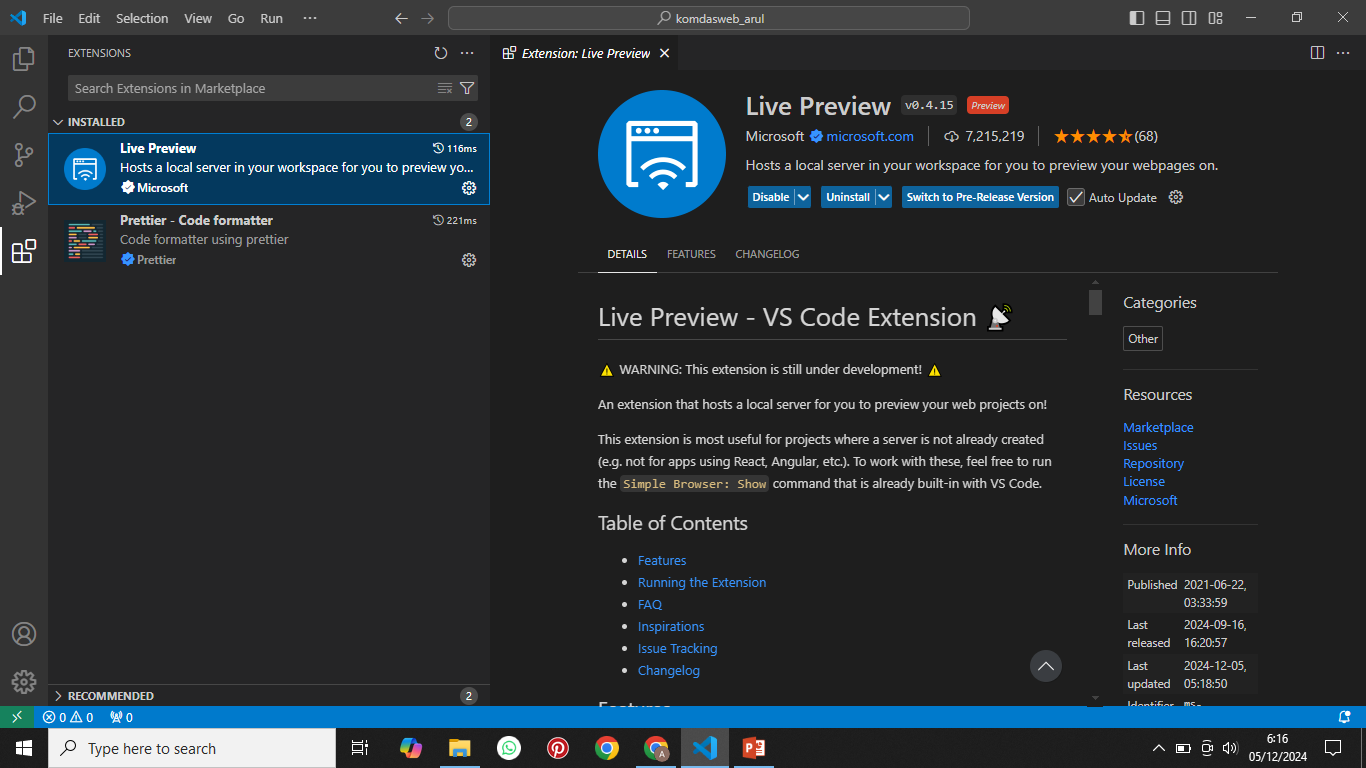 File Edit Selection View Go Run ···
komdasweb_arul
EXTENSIONS
Search Extensions in Marketplace
INSTALLED 2
Live Preview 116ms
Hosts a local server in your workspace for you to preview yo...
Microsoft
Prettier - Code formatter 221ms
Code formatter using prettier
Prettier
RECOMMENDED 2
Extension: Live Preview
Live Preview v0.4.15 Preview
Microsoft microsoft.com 7,215,219 (68)
Hosts a local server in your workspace for you to preview your webpages on.
Disable Uninstall Switch to Pre-Release Version Auto Update
DETAILS FEATURES CHANGELOG
Live Preview - VS Code Extension
WARNING: This extension is still under development!
An extension that hosts a local server for you to preview your web projects on!
This extension is most useful for projects where a server is not already created
(e.g. not for apps using React, Angular, etc.). To work with these, feel free to run
the Simple Browser: Show command that is already built-in with VS Code.
Table of Contents
• Features
• Running the Extension
• FAQ
• Inspirations
• Issue Tracking
• Changelog
Features
Categories
Other
Resources
Marketplace
Issues
Repository
License
Microsoft
More Info
Published 2021-06-22,
03:33:59
Last 2024-09-16,
released 16:20:57
Last 2024-12-05,
updated 05:18:50
Identifier ms-
0 0 0
Type here to search
A
6:16
05/12/2024